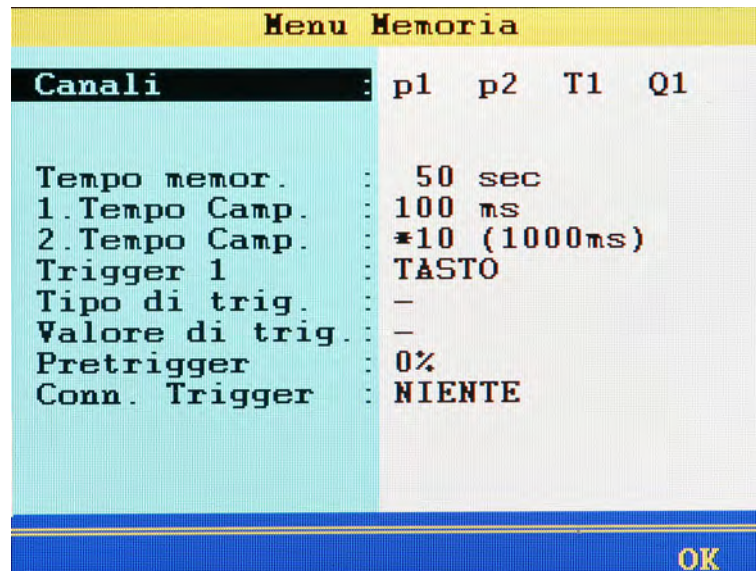 Menu Memoria
Canali : p1 p2 T1 Q1
Tempo memor. : 50 sec
1.Tempo Camp. : 100 ms
2.Tempo Camp. : *10 (1000ms)
Trigger 1 : TASTO
Tipo di trig. : –
Valore di trig.: –
Pretrigger : 0%
Conn. Trigger : NIENTE
OK